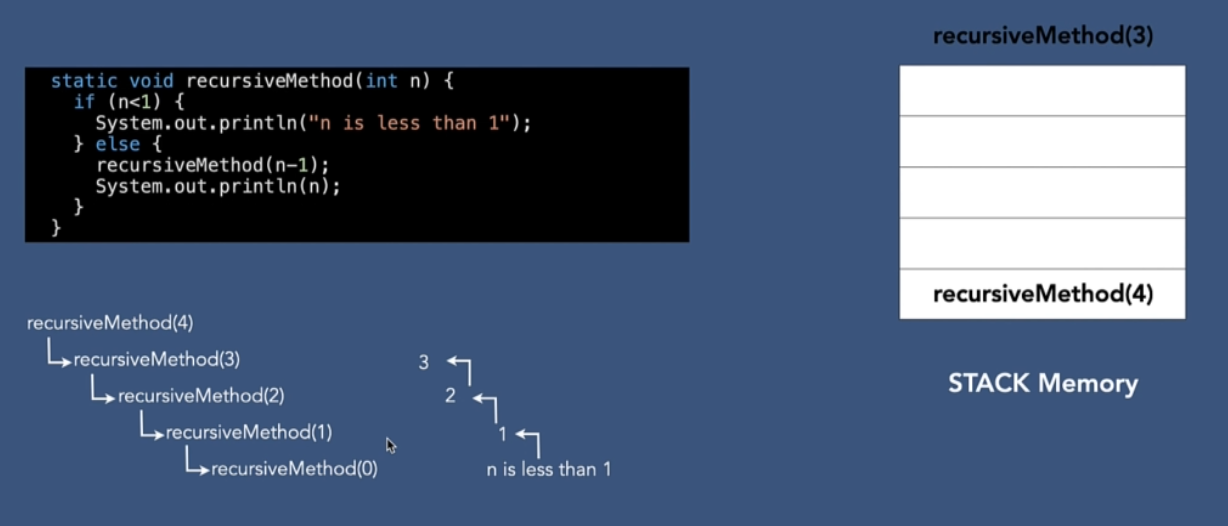 recursiveMethod(3)
static void recursiveMethod(int n) {
if (n<1) {
System.out.println("n is less than 1");
} else {
recursiveMethod(n-1);
System.out.println(n);
}
}
recursiveMethod(4)
recursiveMethod(4)
recursiveMethod(3)
3
recursiveMethod(2)
2
recursiveMethod(1)
1
recursiveMethod(0)
n is less than 1
STACK Memory